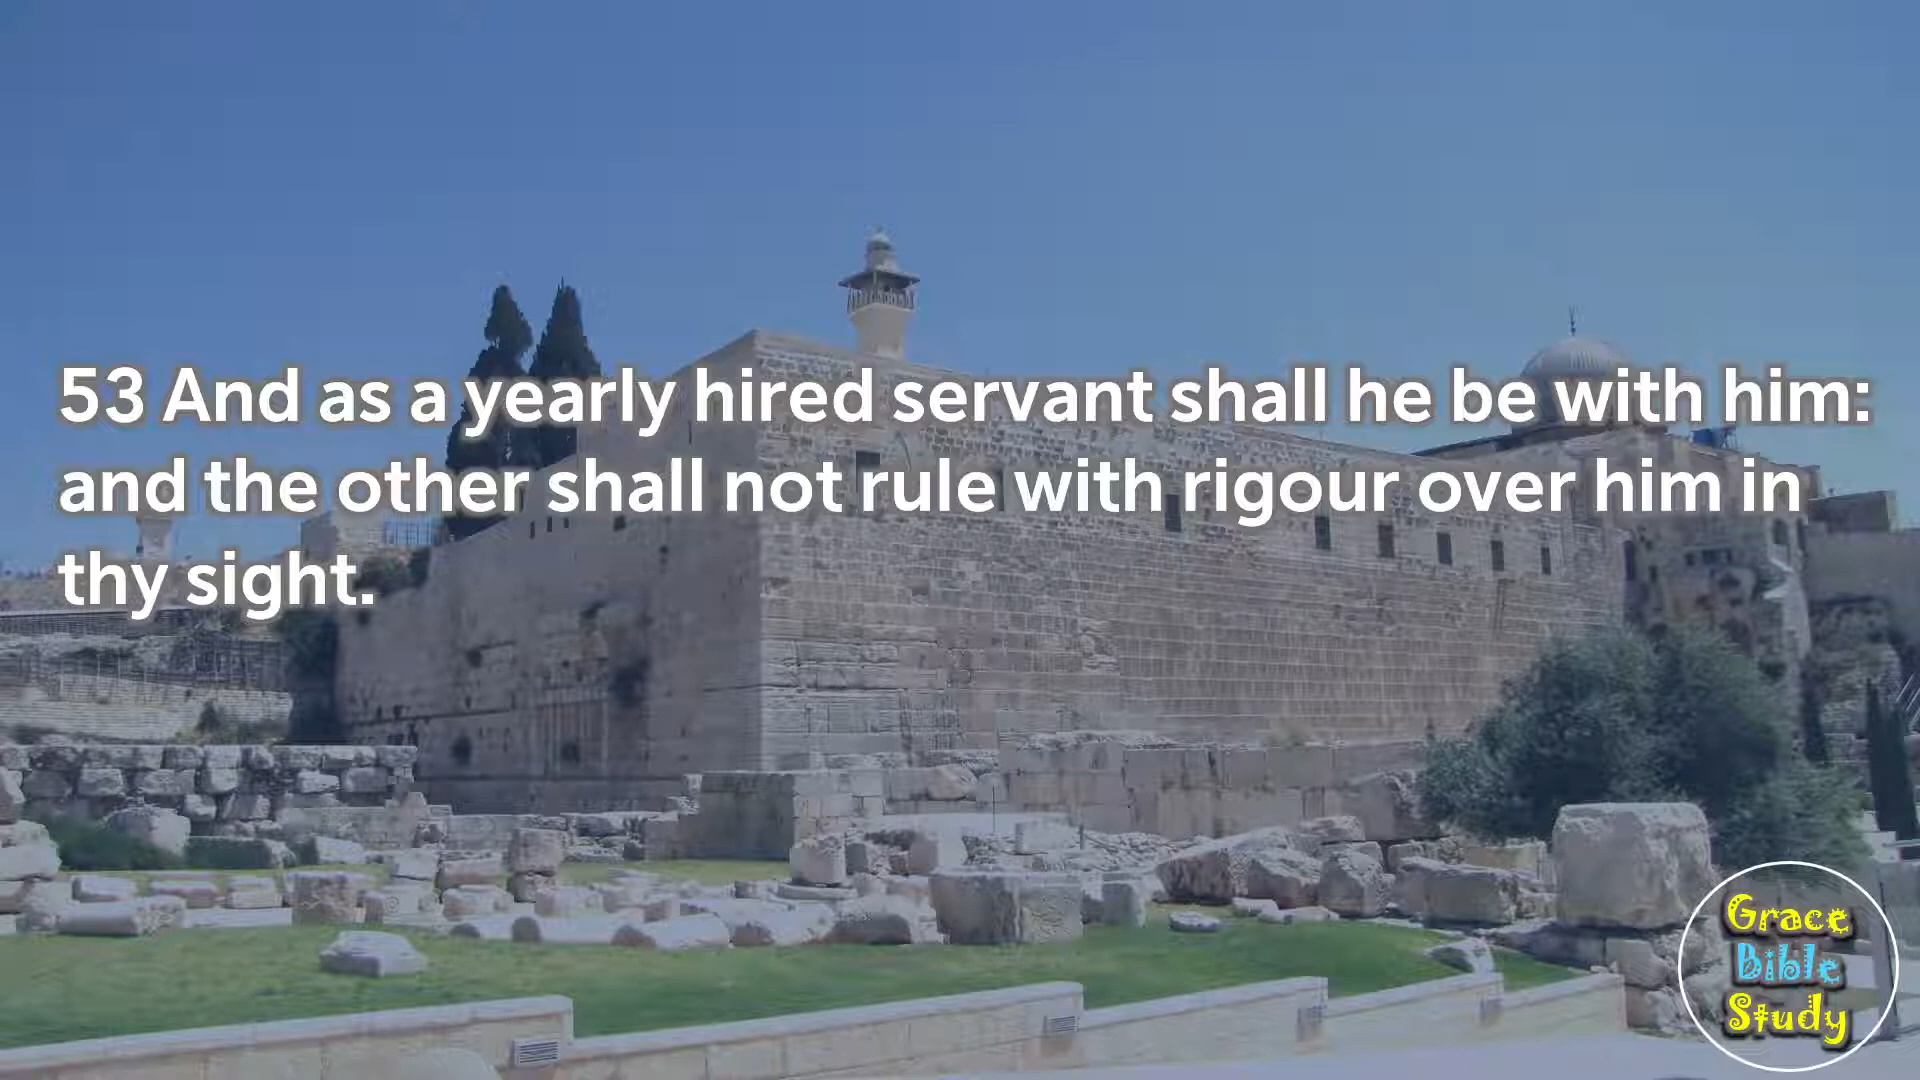 53 And as a yearly hired servant shall he be with him:
and the other shall not rule with rigour over him in
thy sight.
Grace
Bible
Study